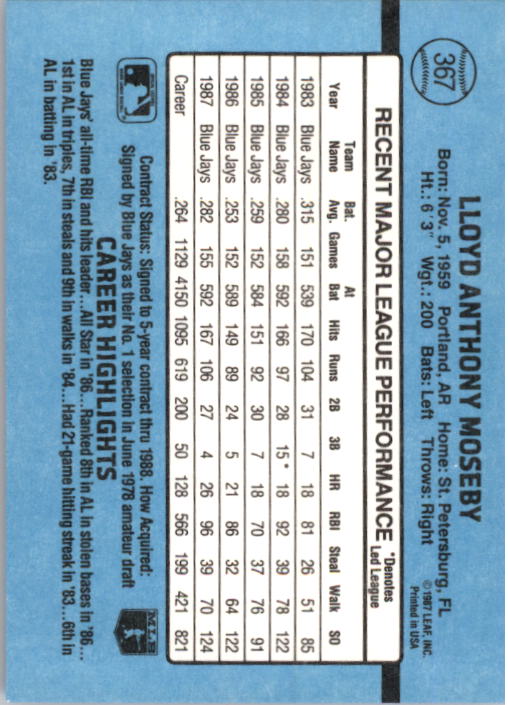 367
LLOYD ANTHONY MOSEBY
Born: Nov. 5, 1959 Portland, AR Home: St. Petersburg, FL
Ht.: 6'3" Wgt.: 200 Bats: Left Throws: Right
©1987 LEAF, INC.
Printed in USA
RECENT MAJOR LEAGUE PERFORMANCE *Denotes Led League
Year Team Name Bat. Avg. Games At Bat Hits Runs 2B 3B HR RBI Steal Walk SO
1983 Blue Jays .315 151 539 170 104 31 7 18 81 26 51 85
1984 Blue Jays .280 158 592 166 97 28 15* 18 92 39 78 122
1985 Blue Jays .259 152 584 151 92 30 7 18 70 37 76 91
1986 Blue Jays .253 152 589 149 89 24 5 21 86 32 64 122
1987 Blue Jays .282 155 592 167 106 27 4 26 96 39 70 124
Career .264 1129 4150 1095 619 200 50 128 566 199 421 821
Contract Status: Signed to 5-year contract thru 1988. How Acquired:
Signed by Blue Jays as their No. 1 selection in June 1978 amateur draft
MLB
CAREER HIGHLIGHTS
Blue Jays' all-time RBI and hits leader...All Star in '86...Ranked 8th in AL in stolen bases in '86...
1st in AL in triples, 7th in steals and 9th in walks in '84...Had 21-game hitting streak in '83...6th in
AL in batting in '83.